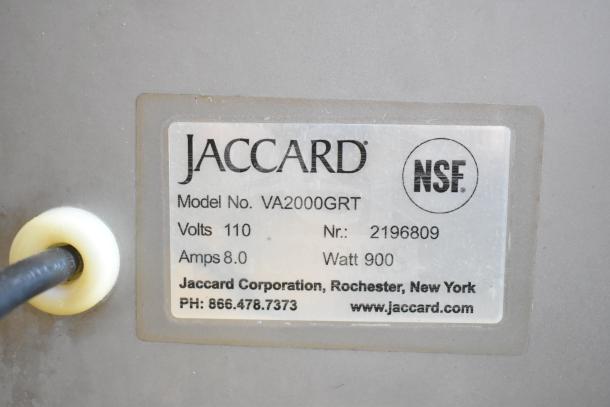 JACCARD®
NSF®
Model No. VA2000GRT
Volts 110 Nr.: 2196809
Amps 8.0 Watt 900
Jaccard Corporation, Rochester, New York
PH: 866.478.7373 www.jaccard.com